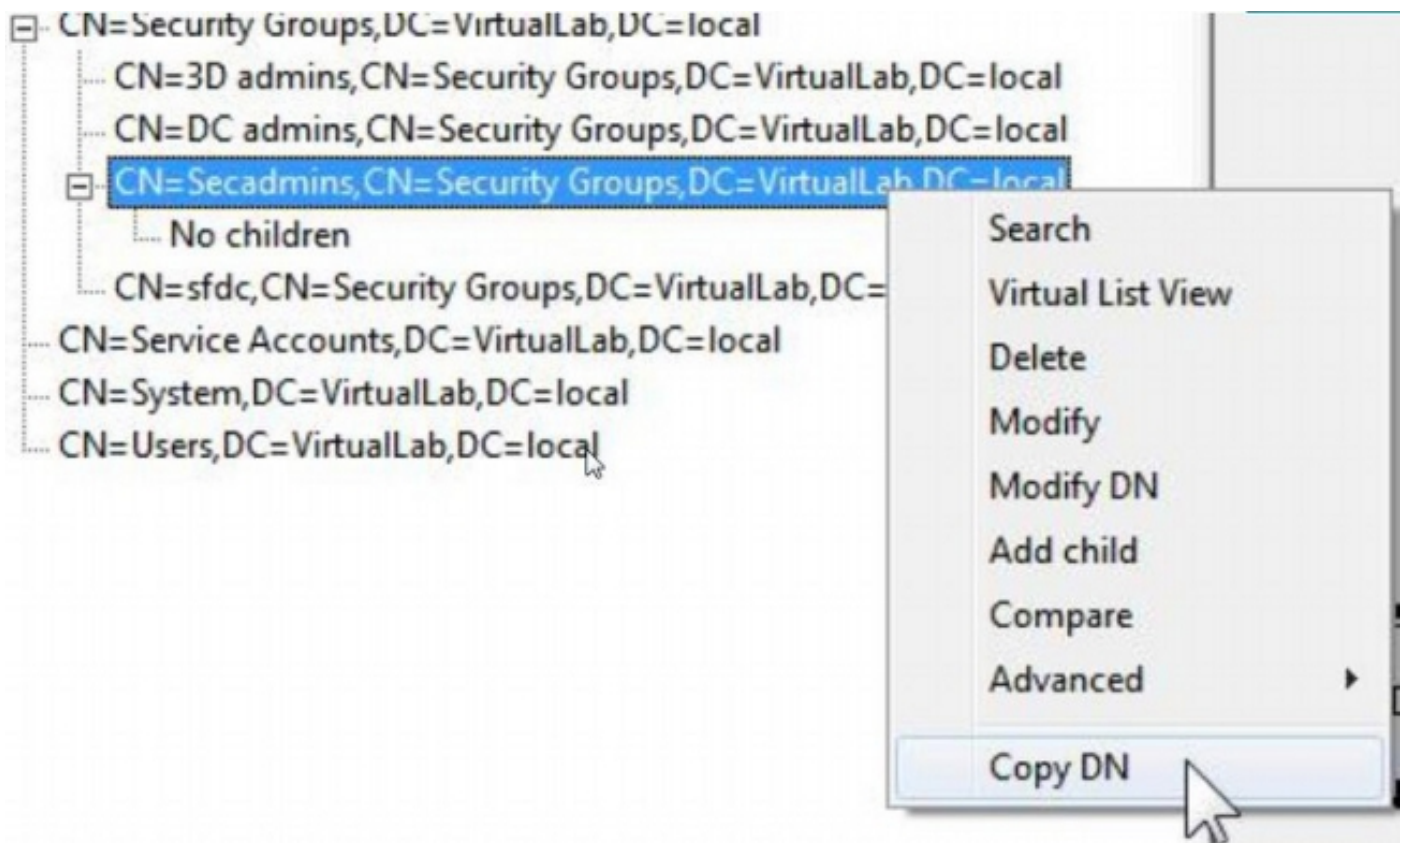 CN=Security Groups,DC=VirtualLab,DC=local
CN=3D admins,CN=Security Groups,DC=VirtualLab,DC=local
CN=DC admins,CN=Security Groups,DC=VirtualLab,DC=local
CN=Secadmins,CN=Security Groups,DC=VirtualLab,DC=local
No children
CN=sfdc,CN=Security Groups,DC=VirtualLab,DC=
CN=Service Accounts,DC=VirtualLab,DC=local
CN=System,DC=VirtualLab,DC=local
CN=Users,DC=VirtualLab,DC=local
Search
Virtual List View
Delete
Modify
Modify DN
Add child
Compare
Advanced
Copy DN